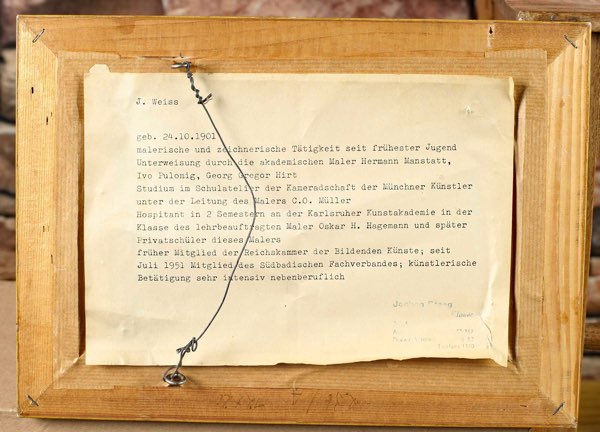 J. Weiss
geb. 24.10.1901
malerische und zeichnerische Tätigkeit seit frühester Jugend
Unterweisung durch die akademischen Maler Hermann Manstatt,
Ivo Puhonig, Georg Gregor Hirt
Studium im Schulatelier der Kameradschaft der Münchner Künstler
unter der Leitung des Malers C.O. Müller
Hospitant in 2 Semestern an der Karlsruher Kunstakademie in der
Klasse des lehrbeauftragten Maler Oskar H. Hagemann und später
Privatschüler dieses Malers
früher Mitglied der Reichskammer der Bildenden Künste; seit
Juli 1951 Mitglied des Südbadischen Fachverbandes; künstlerische
Betätigung sehr intensiv nebenberuflich